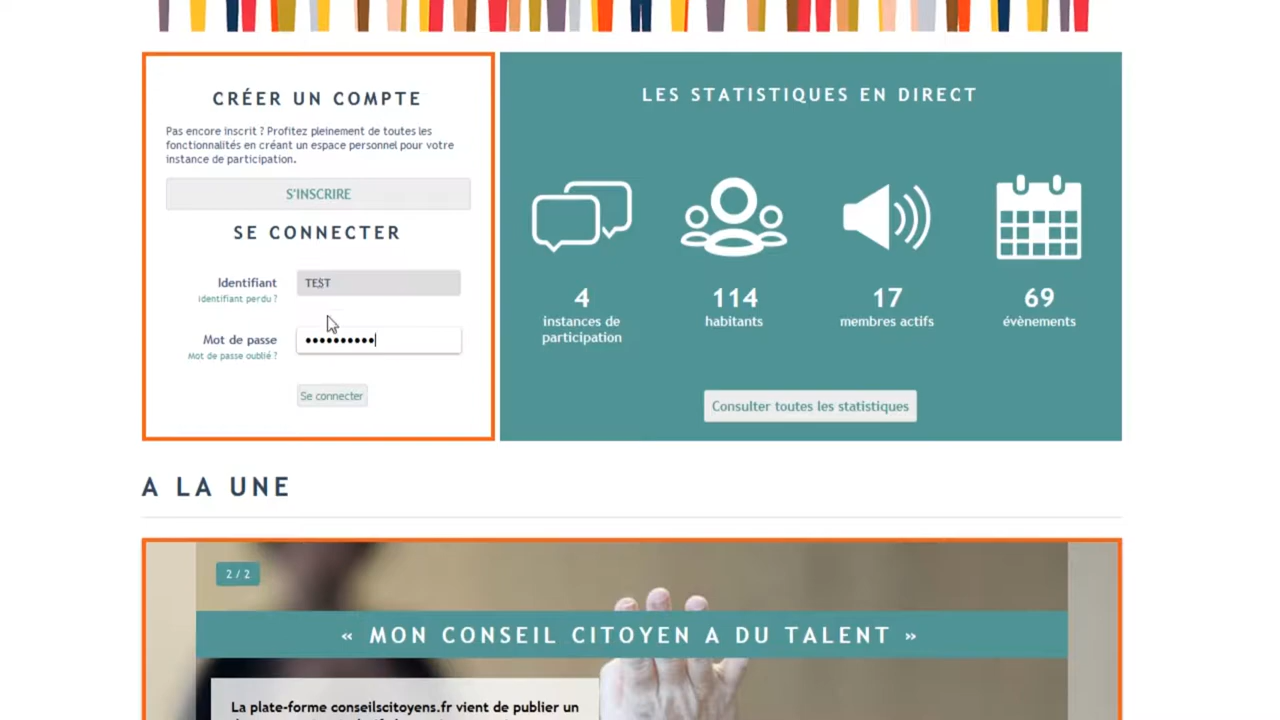 CRÉER UN COMPTE
Pas encore inscrit ? Profitez pleinement de toutes les
fonctionnalités en créant un espace personnel pour votre
instance de participation.
S'INSCRIRE
SE CONNECTER
Identifiant
TEST
identifiant perdu ?
Mot de passe
Mot de passe oublié ?
Se connecter
LES STATISTIQUES EN DIRECT
4
instances de
participation
114
habitants
17
membres actifs
69
évènements
Consulter toutes les statistiques
A LA UNE
2 / 2
« MON CONSEIL CITOYEN A DU TALENT »
La plate-forme conseilscitoyens.fr vient de publier un